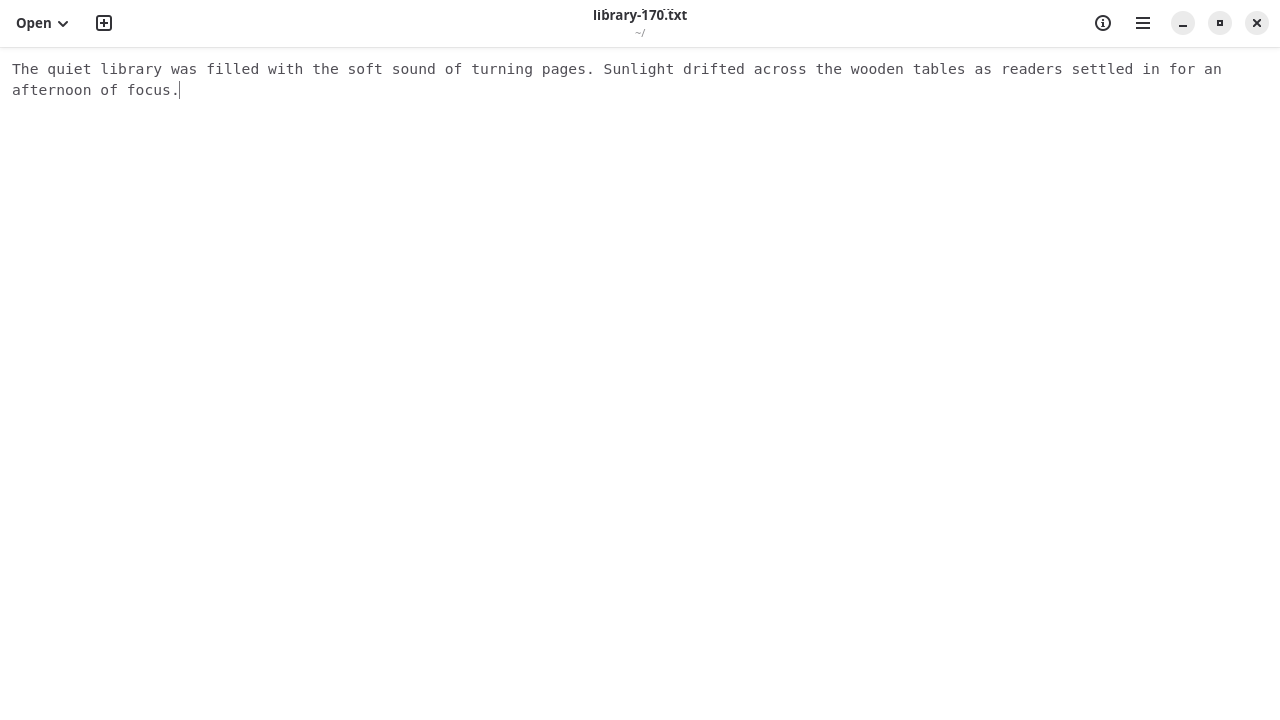 Open
library-170.txt
~/
The quiet library was filled with the soft sound of turning pages. Sunlight drifted across the wooden tables as readers settled in for an
afternoon of focus.